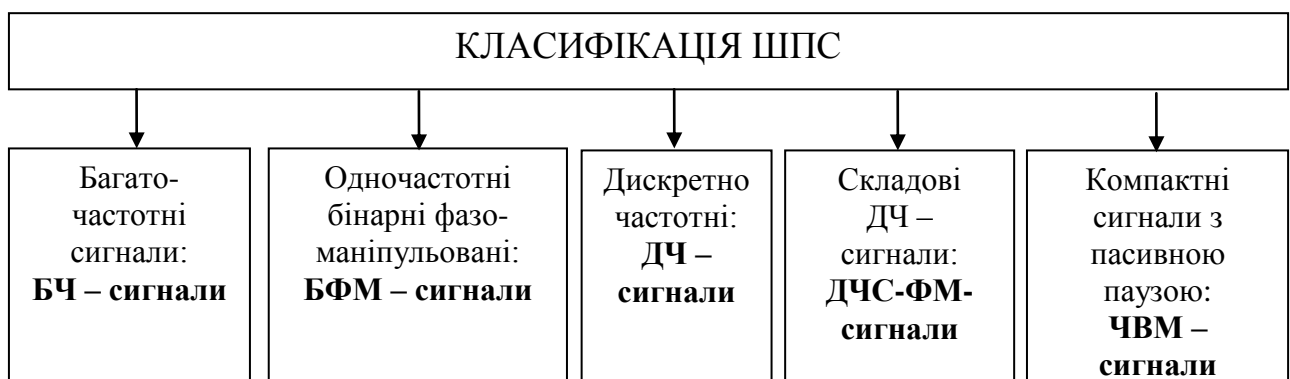 КЛАСИФІКАЦІЯ ШПС
Багато-
частотні
сигнали:
БЧ – сигнали
Одночастотні
бінарні фазо-
маніпульовані:
БФМ – сигнали
Дискретно
частотні:
ДЧ –
сигнали
Складові
ДЧ –
сигнали:
ДЧС-ФМ-
сигнали
Компактні
сигнали з
пасивною
паузою:
ЧВМ –
сигнали